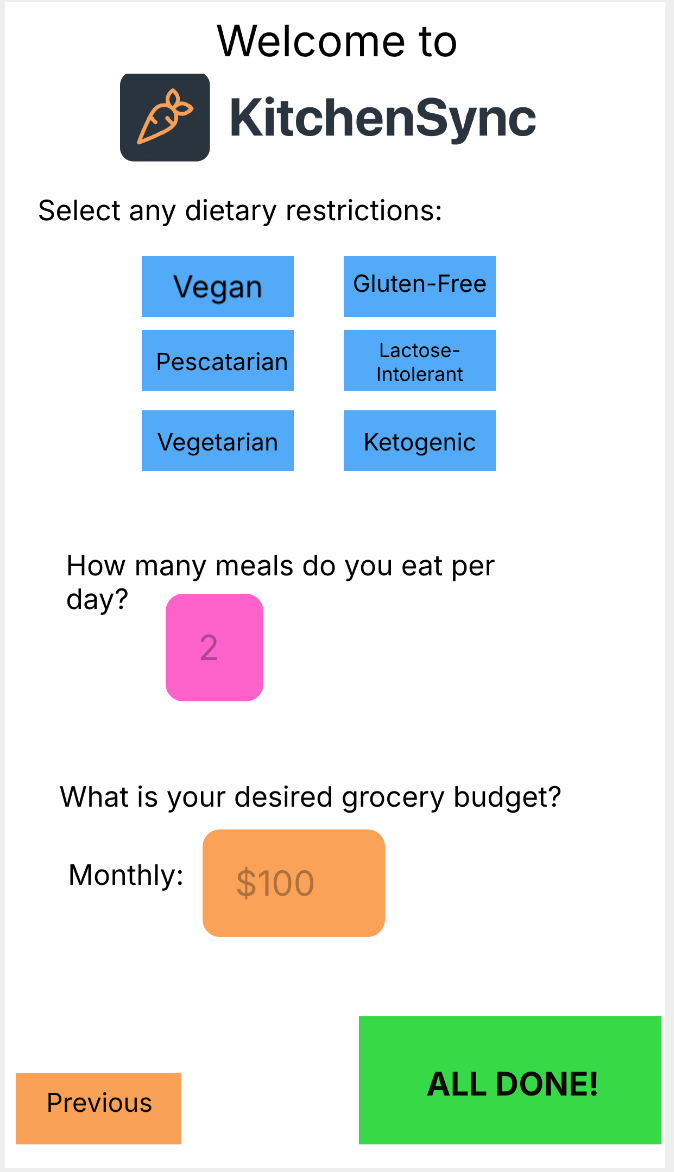 Welcome to
KitchenSync
Select any dietary restrictions:
Vegan
Gluten-Free
Pescatarian
Lactose-
Intolerant
Vegetarian
Ketogenic
How many meals do you eat per
day?
2
What is your desired grocery budget?
Monthly:
$100
ALL DONE!
Previous